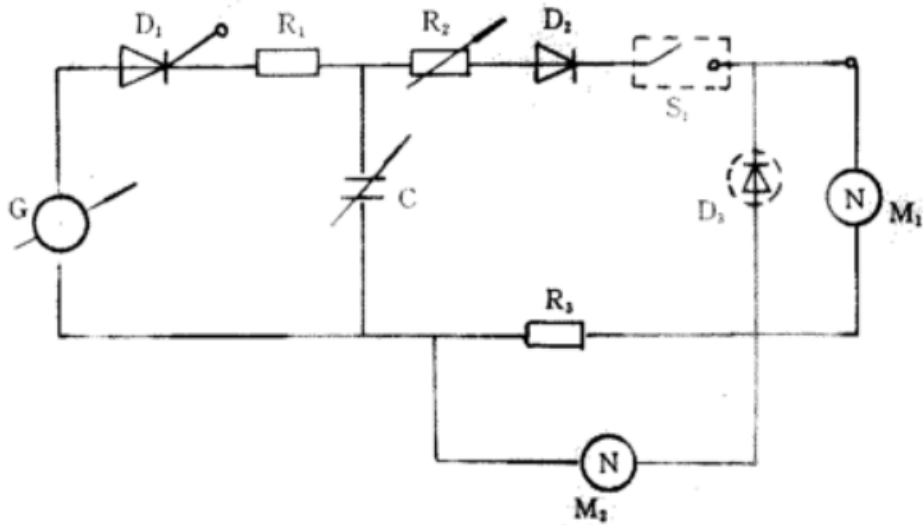 D₁ R₁ R₂ D₂
S₁
G C D₃ N M₁
R₃
N
M₂